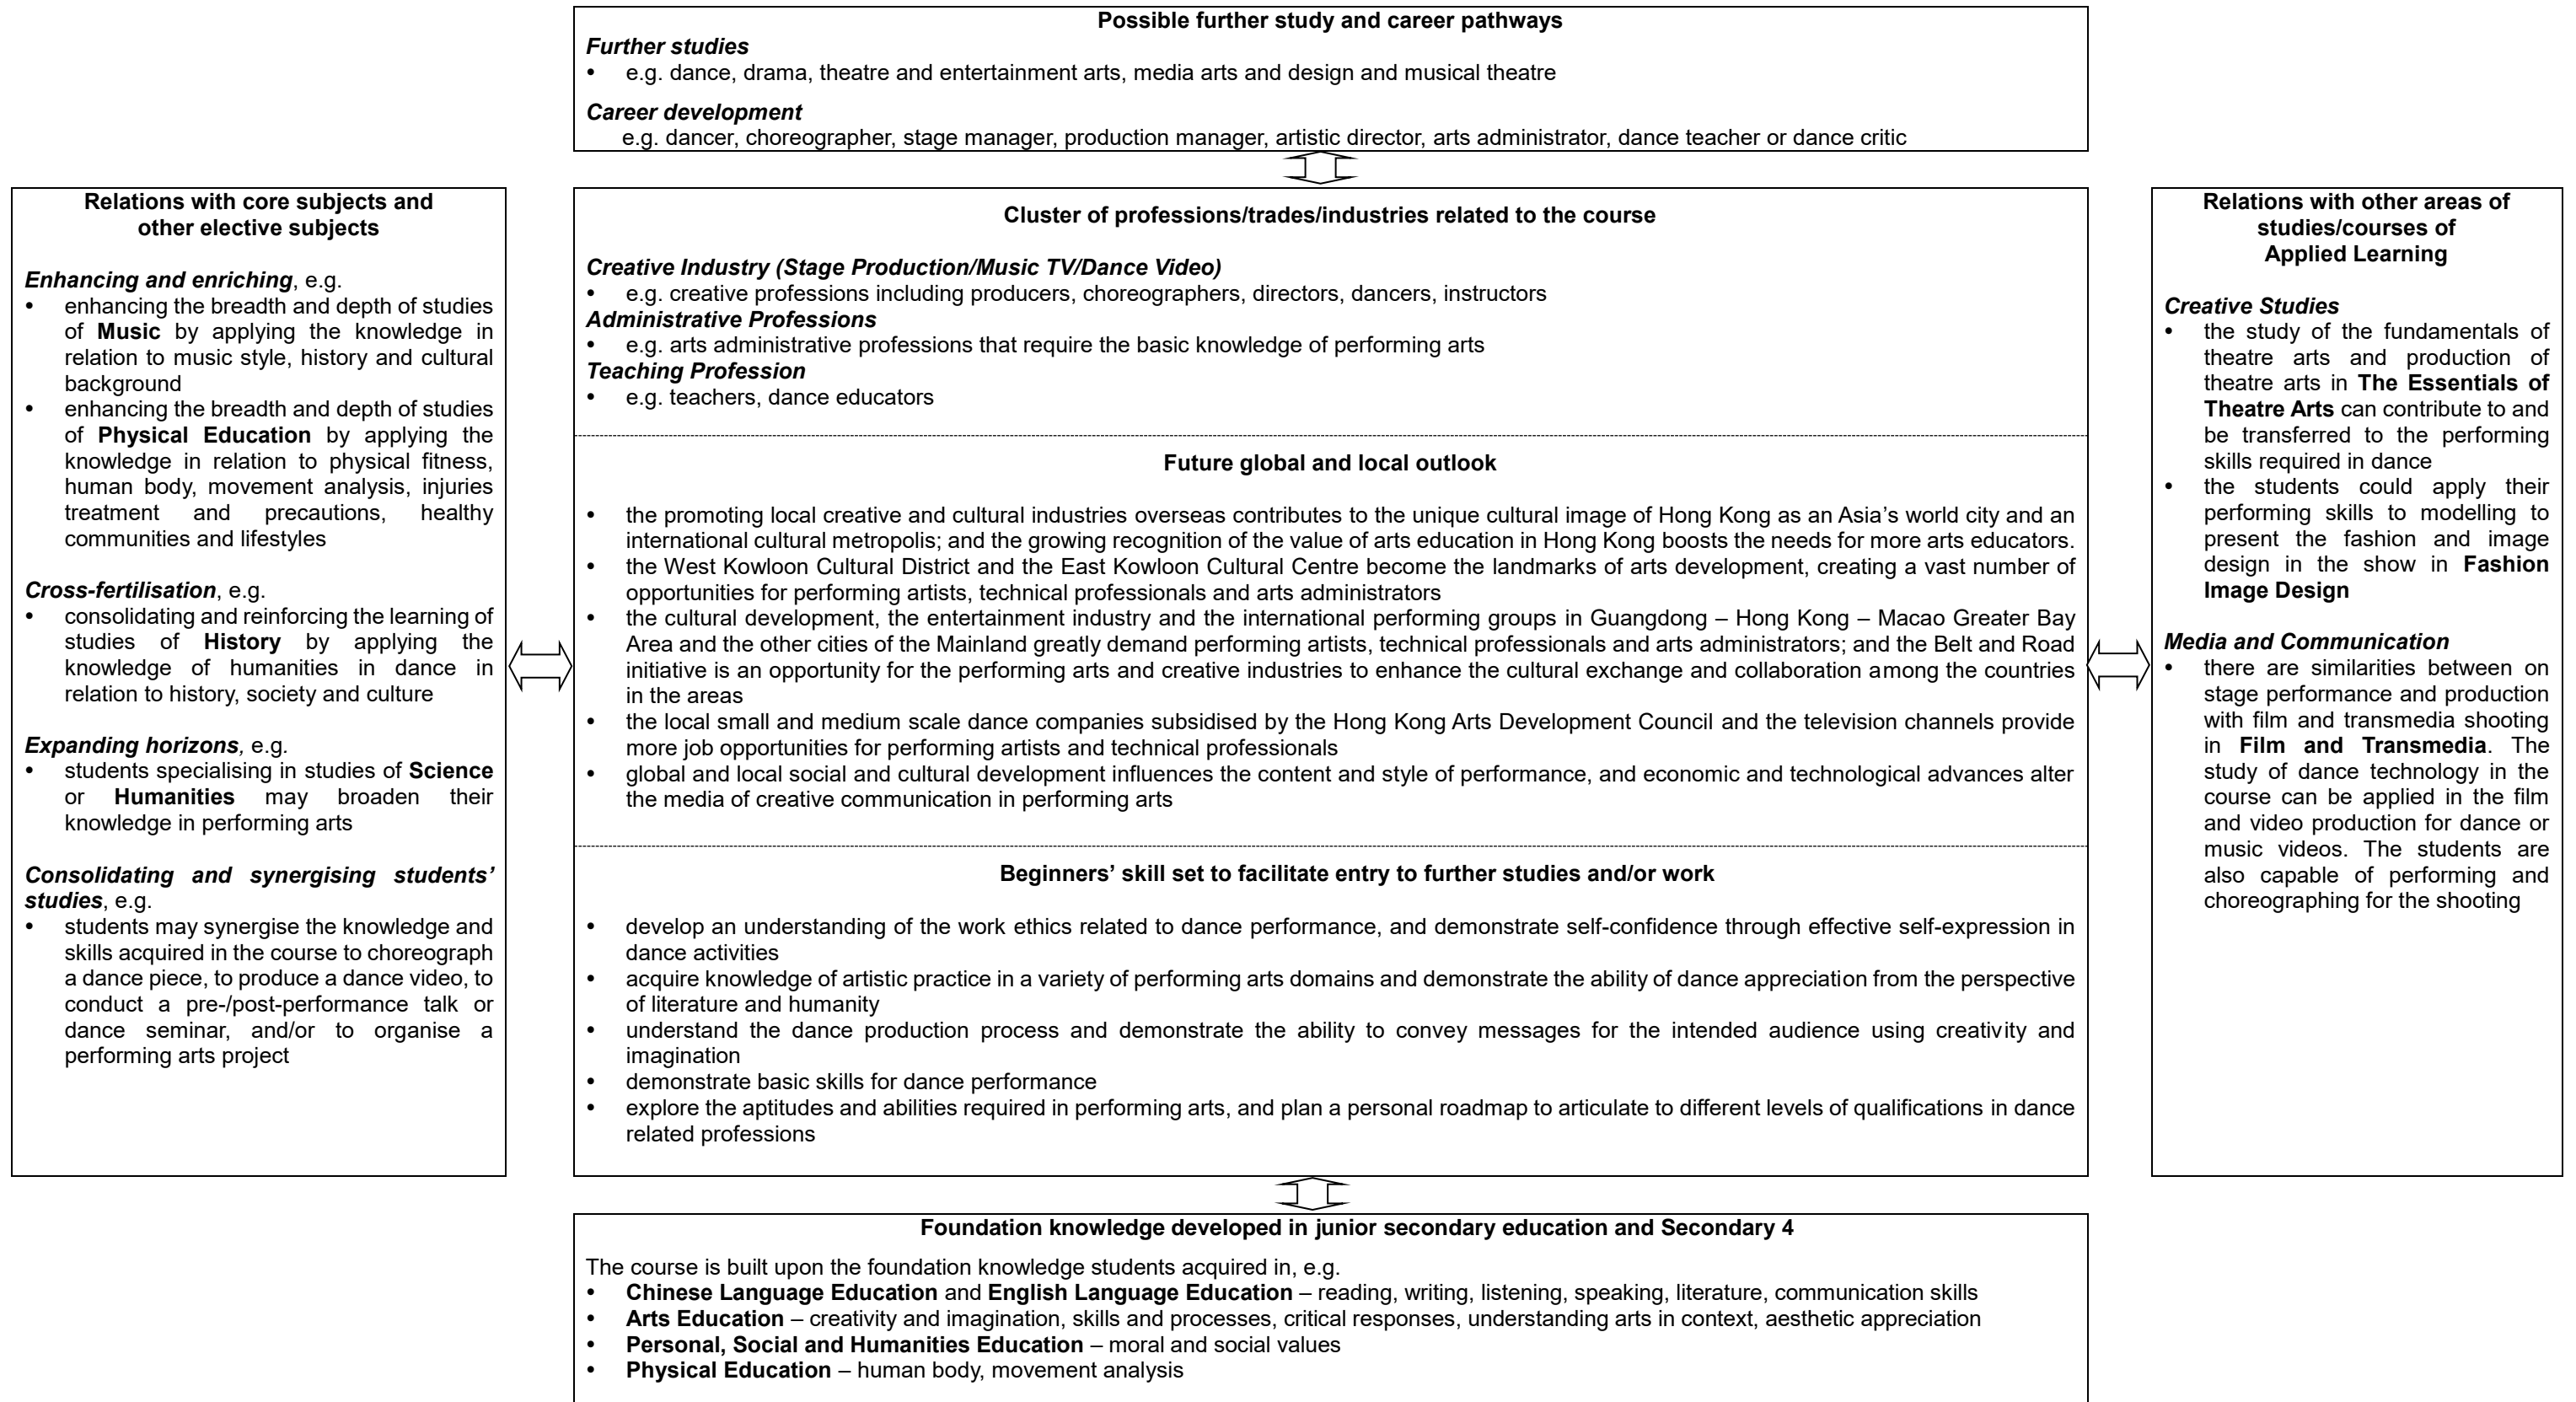 Possible further study and career pathways
Further studies
• e.g. dance, drama, theatre and entertainment arts, media arts and design and musical theatre
Career development
e.g. dancer, choreographer, stage manager, production manager, artistic director, arts administrator, dance teacher or dance critic
Relations with core subjects and
other elective subjects
Enhancing and enriching, e.g.
• enhancing the breadth and depth of studies
of Music by applying the knowledge in
relation to music style, history and cultural
background
• enhancing the breadth and depth of studies
of Physical Education by applying the
knowledge in relation to physical fitness,
human body, movement analysis, injuries
treatment and precautions, healthy
communities and lifestyles
Cross-fertilisation, e.g.
• consolidating and reinforcing the learning of
studies of History by applying the
knowledge of humanities in dance in
relation to history, society and culture
Expanding horizons, e.g.
• students specialising in studies of Science
or Humanities may broaden their
knowledge in performing arts
Consolidating and synergising students’
studies, e.g.
• students may synergise the knowledge and
skills acquired in the course to choreograph
a dance piece, to produce a dance video, to
conduct a pre-/post-performance talk or
dance seminar, and/or to organise a
performing arts project
Cluster of professions/trades/industries related to the course
Creative Industry (Stage Production/Music TV/Dance Video)
• e.g. creative professions including producers, choreographers, directors, dancers, instructors
Administrative Professions
• e.g. arts administrative professions that require the basic knowledge of performing arts
Teaching Profession
• e.g. teachers, dance educators
Future global and local outlook
• the promoting local creative and cultural industries overseas contributes to the unique cultural image of Hong Kong as an Asia’s world city and an
international cultural metropolis; and the growing recognition of the value of arts education in Hong Kong boosts the needs for more arts educators.
• the West Kowloon Cultural District and the East Kowloon Cultural Centre become the landmarks of arts development, creating a vast number of
opportunities for performing artists, technical professionals and arts administrators
• the cultural development, the entertainment industry and the international performing groups in Guangdong – Hong Kong – Macao Greater Bay
Area and the other cities of the Mainland greatly demand performing artists, technical professionals and arts administrators; and the Belt and Road
initiative is an opportunity for the performing arts and creative industries to enhance the cultural exchange and collaboration among the countries
in the areas
• the local small and medium scale dance companies subsidised by the Hong Kong Arts Development Council and the television channels provide
more job opportunities for performing artists and technical professionals
• global and local social and cultural development influences the content and style of performance, and economic and technological advances alter
the media of creative communication in performing arts
Beginners’ skill set to facilitate entry to further studies and/or work
• develop an understanding of the work ethics related to dance performance, and demonstrate self-confidence through effective self-expression in
dance activities
• acquire knowledge of artistic practice in a variety of performing arts domains and demonstrate the ability of dance appreciation from the perspective
of literature and humanity
• understand the dance production process and demonstrate the ability to convey messages for the intended audience using creativity and
imagination
• demonstrate basic skills for dance performance
• explore the aptitudes and abilities required in performing arts, and plan a personal roadmap to articulate to different levels of qualifications in dance
related professions
Relations with other areas of
studies/courses of
Applied Learning
Creative Studies
• the study of the fundamentals of
theatre arts and production of
theatre arts in The Essentials of
Theatre Arts can contribute to and
be transferred to the performing
skills required in dance
• the students could apply their
performing skills to modelling to
present the fashion and image
design in the show in Fashion
Image Design
Media and Communication
• there are similarities between on
stage performance and production
with film and transmedia shooting
in Film and Transmedia. The
study of dance technology in the
course can be applied in the film
and video production for dance or
music videos. The students are
also capable of performing and
choreographing for the shooting
Foundation knowledge developed in junior secondary education and Secondary 4
The course is built upon the foundation knowledge students acquired in, e.g.
• Chinese Language Education and English Language Education – reading, writing, listening, speaking, literature, communication skills
• Arts Education – creativity and imagination, skills and processes, critical responses, understanding arts in context, aesthetic appreciation
• Personal, Social and Humanities Education – moral and social values
• Physical Education – human body, movement analysis